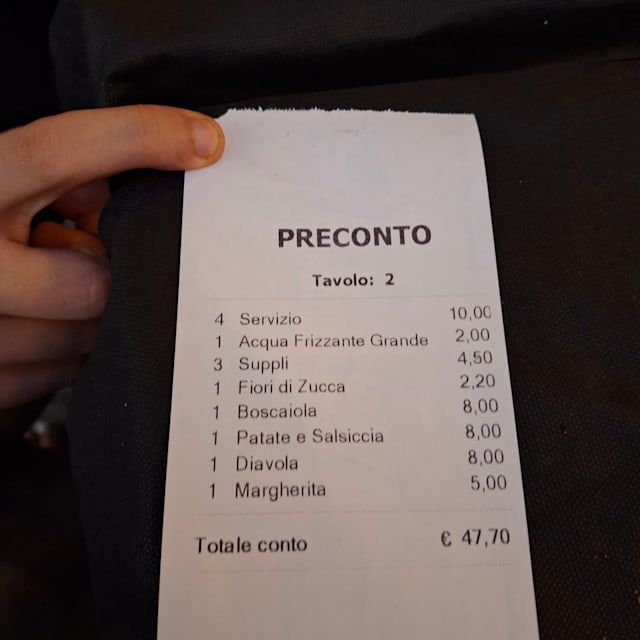 PRECONTO
Tavolo: 2
4 Servizio 10,00
1 Acqua Frizzante Grande 2,00
3 Suppli 4,50
1 Fiori di Zucca 2,20
1 Boscaiola 8,00
1 Patate e Salsiccia 8,00
1 Diavola 8,00
1 Margherita 5,00
Totale conto € 47,70